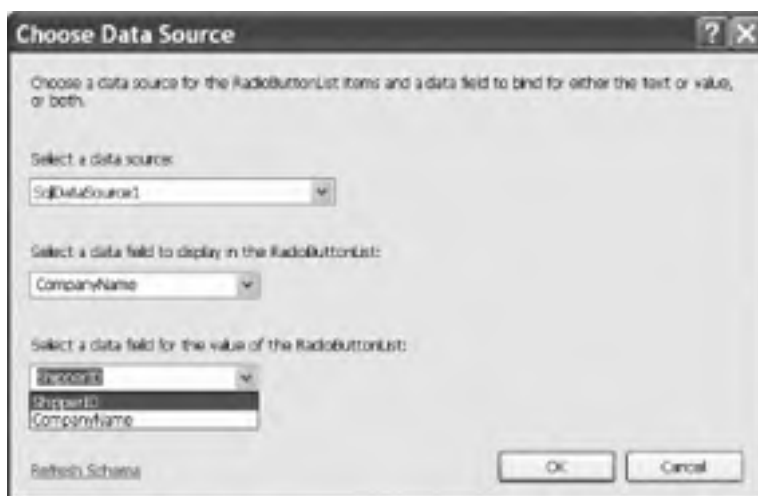 Choose Data Source
Choose a data source for the RadioButtonList items and a data field to bind for either the text or value,
or both.
Select a data source:
SqlDataSource1
Select a data field to display in the RadioButtonList:
CompanyName
Select a data field for the value of the RadioButtonList:
ShipperID
ShipperID
CompanyName
Refresh Schema
OK
Cancel